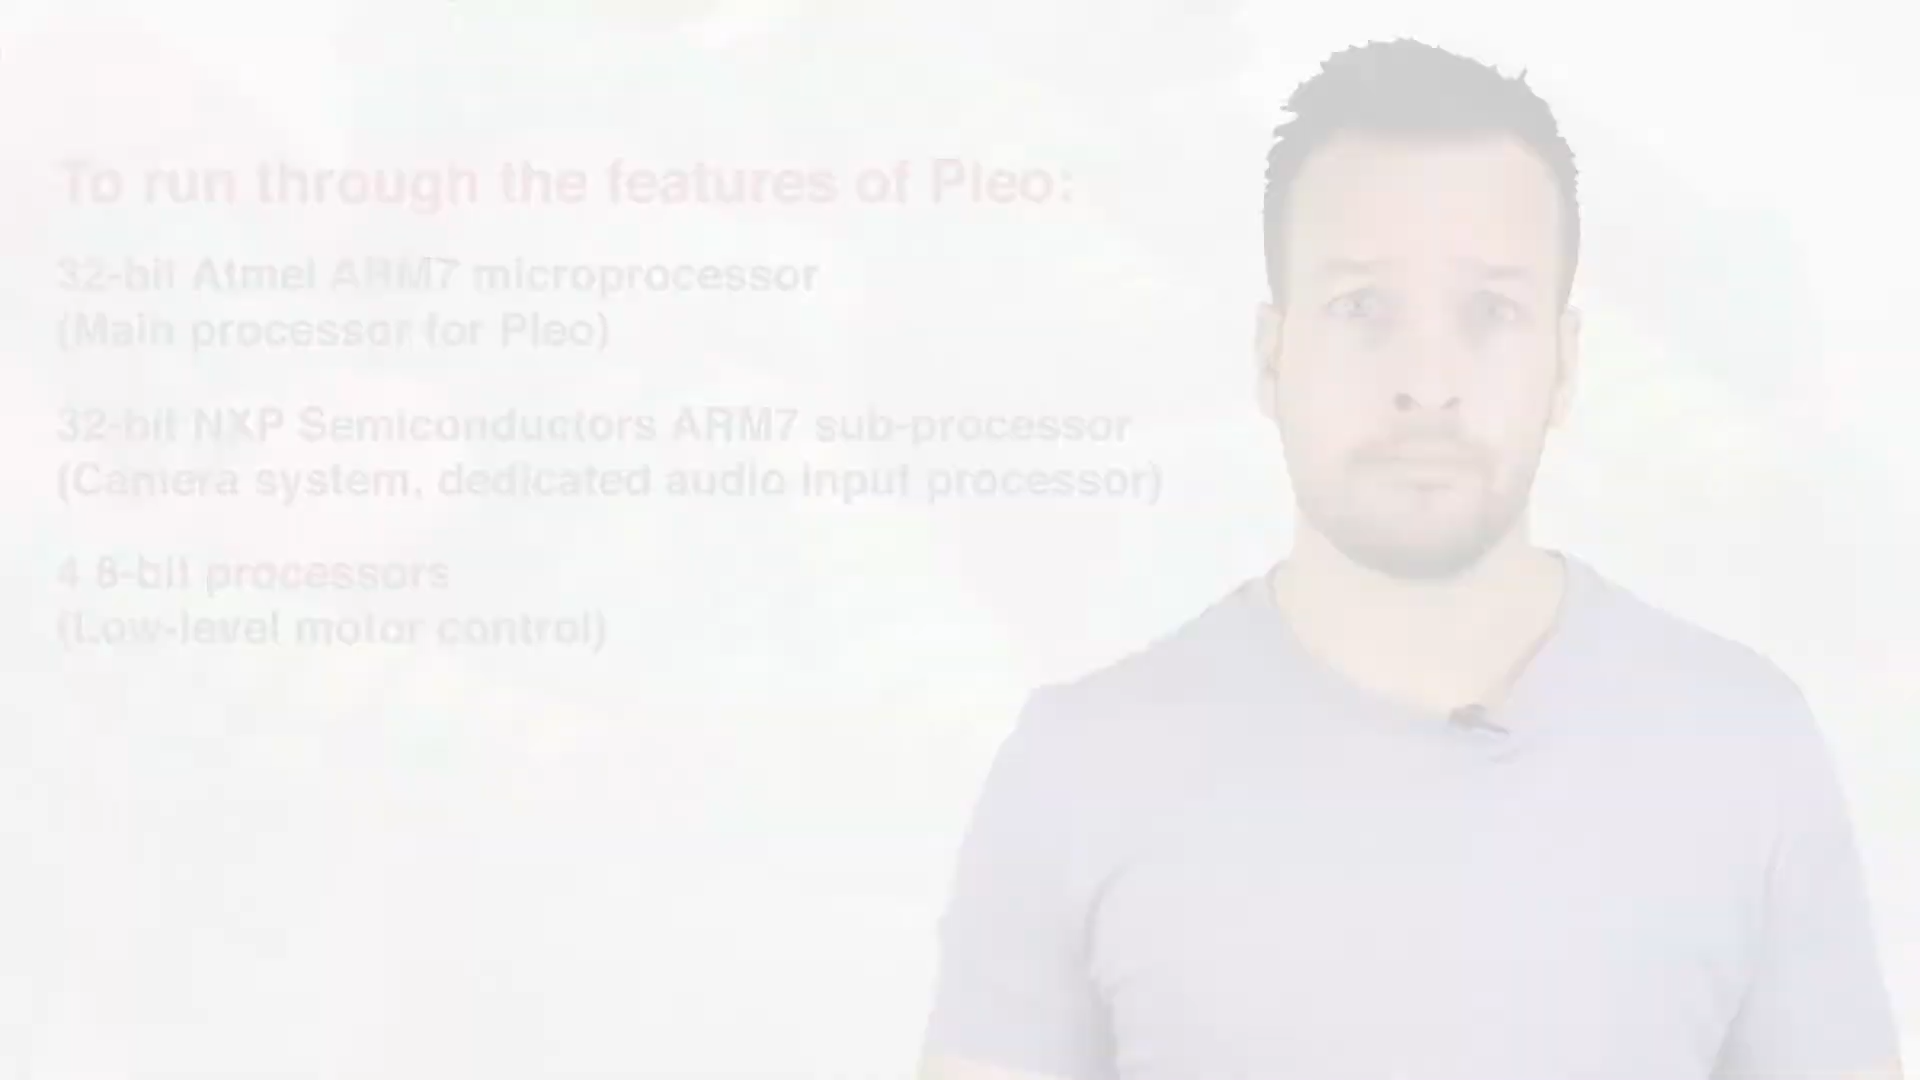 To run through the features of Pleo:
32-bit Atmel ARM7 microprocessor
(Main processor for Pleo)
32-bit NXP Semiconductors ARM7 sub-processor
(Camera system, dedicated audio input processor)
4 8-bit processors
(Low-level motor control)